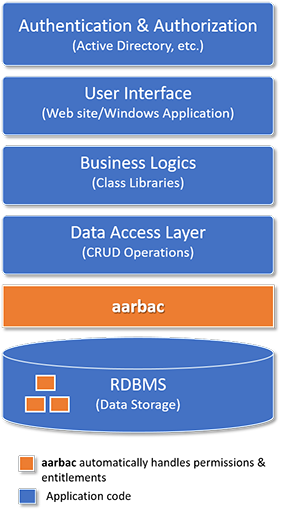 Authentication & Authorization
(Active Directory, etc.)
User Interface
(Web site/Windows Application)
Business Logics
(Class Libraries)
Data Access Layer
(CRUD Operations)
aarbac
RDBMS
(Data Storage)
aarbac automatically handles permissions &
entitlements
Application code